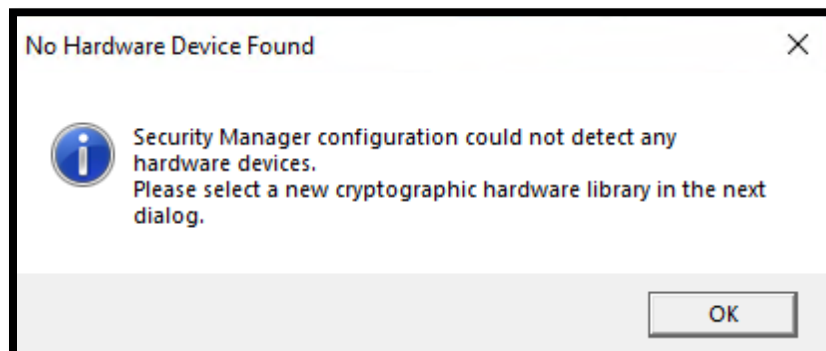 No Hardware Device Found
Security Manager configuration could not detect any
hardware devices.
Please select a new cryptographic hardware library in the next
dialog.
OK